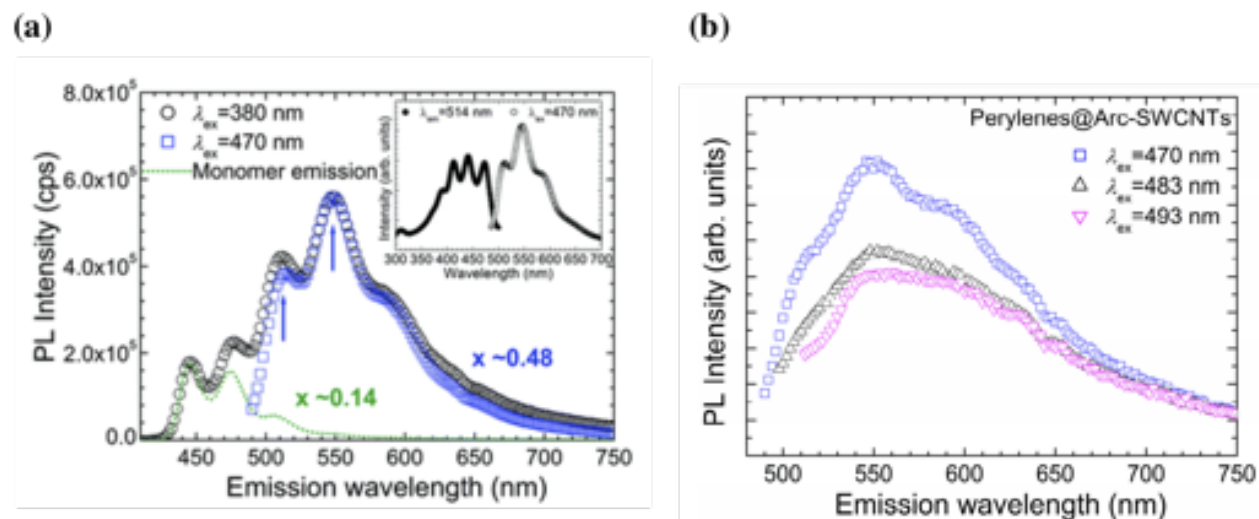 (a)
(b)
8.0x10⁵
6.0x10⁵
4.0x10⁵
2.0x10⁵
0.0
PL Intensity (cps)
λex=380 nm
λex=470 nm
Monomer emission
λem=514 nm
λex=470 nm
Intensity (arb. units)
300 350 400 450 500 550 600 650 700
Wavelength (nm)
x ~0.48
x ~0.14
450 500 550 600 650 700 750
Emission wavelength (nm)
Perylenes@Arc-SWCNTs
λex=470 nm
λex=483 nm
λex=493 nm
PL Intensity (arb. units)
500 550 600 650 700 750
Emission wavelength (nm)